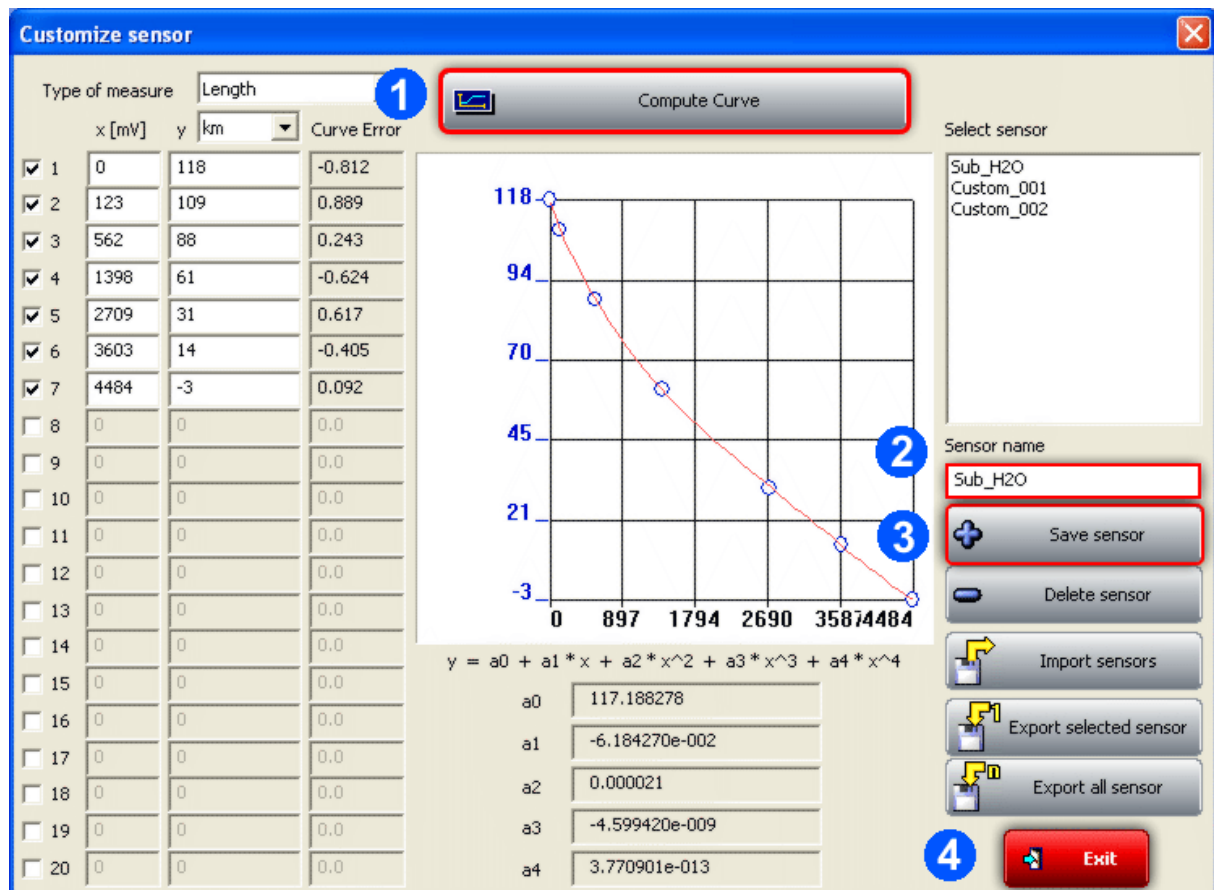 Customize sensor
Type of measure Length
1 Compute Curve
x [mV] y km Curve Error
Select sensor
1 0 118 -0.812
2 123 109 0.889
3 562 88 0.243
4 1398 61 -0.624
5 2709 31 0.617
6 3603 14 -0.405
7 4484 -3 0.092
8 0 0 0.0
9 0 0 0.0
10 0 0 0.0
11 0 0 0.0
12 0 0 0.0
13 0 0 0.0
14 0 0 0.0
15 0 0 0.0
16 0 0 0.0
17 0 0 0.0
18 0 0 0.0
19 0 0 0.0
20 0 0 0.0
118
94
70
45
21
-3
0 897 1794 2690 3587 4484
y = a0 + a1*x + a2*x^2 + a3*x^3 + a4*x^4
a0 117.188278
a1 -6.184270e-002
a2 0.000021
a3 -4.599420e-009
a4 3.770901e-013
Sub_H2O
Custom_001
Custom_002
Sensor name
2 Sub_H2O
3 Save sensor
Delete sensor
Import sensors
1 Export selected sensor
n Export all sensor
4 Exit